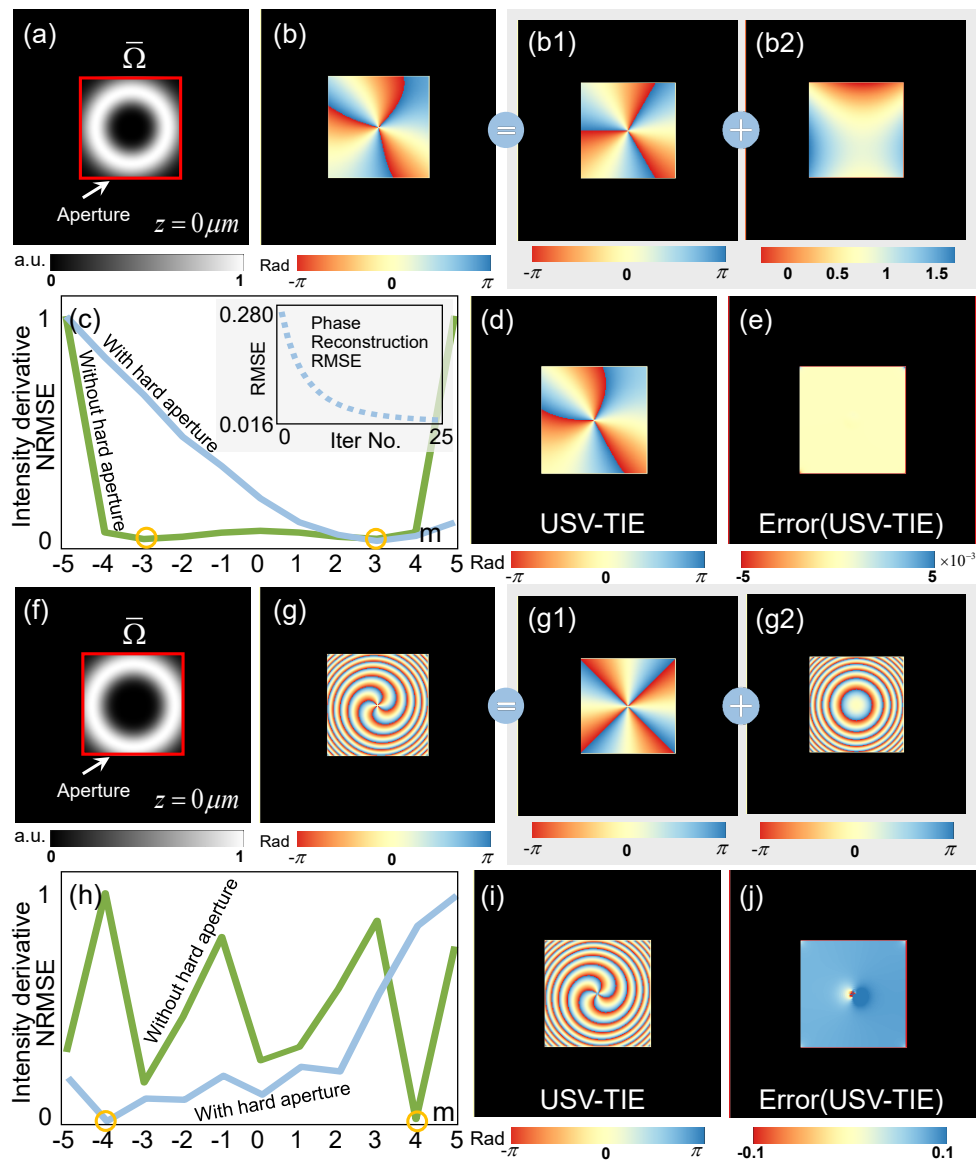 (a)
Ω̅
Aperture
z = 0 μm
(b)
=
(b1)
+
(b2)
a.u.
0 1
Rad
-π 0 π
-π 0 π
0 0.5 1.0 1.5
(c)
1
0
Intensity derivative
NRMSE
With hard aperture
Without hard
aperture
0.280
0.016
RMSE
Phase
Reconstruction
RMSE
0 25
Iter No.
m
-5 -4 -3 -2 -1 0 1 2 3 4 5
(d)
USV-TIE
Rad
-π 0 π
(e)
Error(USV-TIE)
-5 5 ×10⁻³
(f)
Ω̅
Aperture
z = 0 μm
(g)
=
(g1)
+
(g2)
a.u.
0 1
Rad
-π 0 π
-π 0 π
-π 0 π
(h)
1
0
Intensity derivative
NRMSE
Without hard aperture
With hard aperture
m
-5 -4 -3 -2 -1 0 1 2 3 4 5
(i)
USV-TIE
Rad
-π 0 π
(j)
Error(USV-TIE)
-0.1 0.1